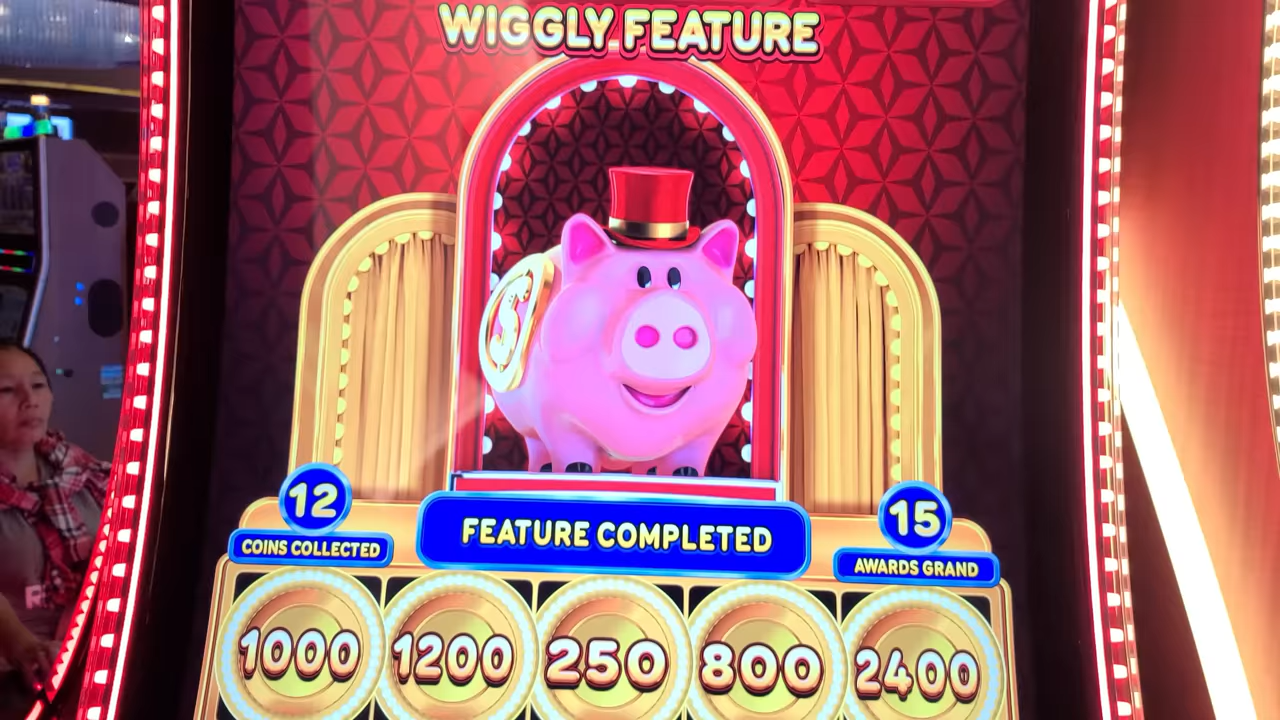 WIGGLY FEATURE
$
12
COINS COLLECTED
FEATURE COMPLETED
15
AWARDS GRAND
1000
1200
250
800
2400
R